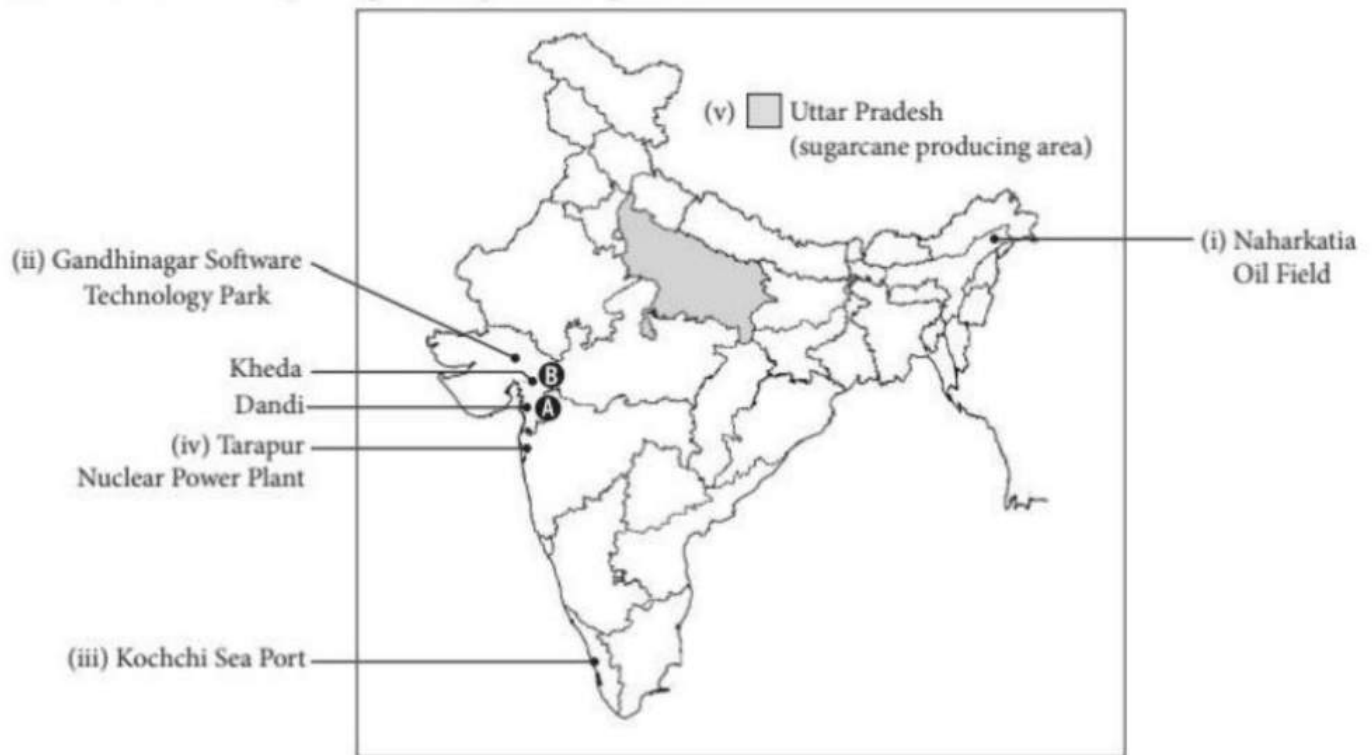 (v) Uttar Pradesh
(sugarcane producing area)
(i) Naharkatia
Oil Field
(ii) Gandhinagar Software
Technology Park
Kheda
B
Dandi
A
(iv) Tarapur
Nuclear Power Plant
(iii) Kochchi Sea Port